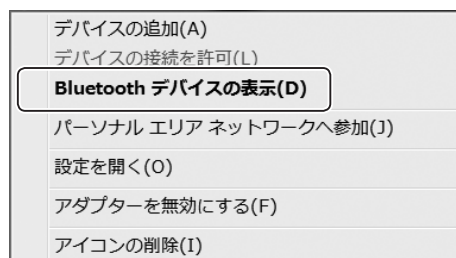 デバイスの追加(A)
デバイスの接続を許可(L)
Bluetooth デバイスの表示(D)
パーソナル エリア ネットワークへ参加(J)
設定を開く(O)
アダプターを無効にする(F)
アイコンの削除(I)